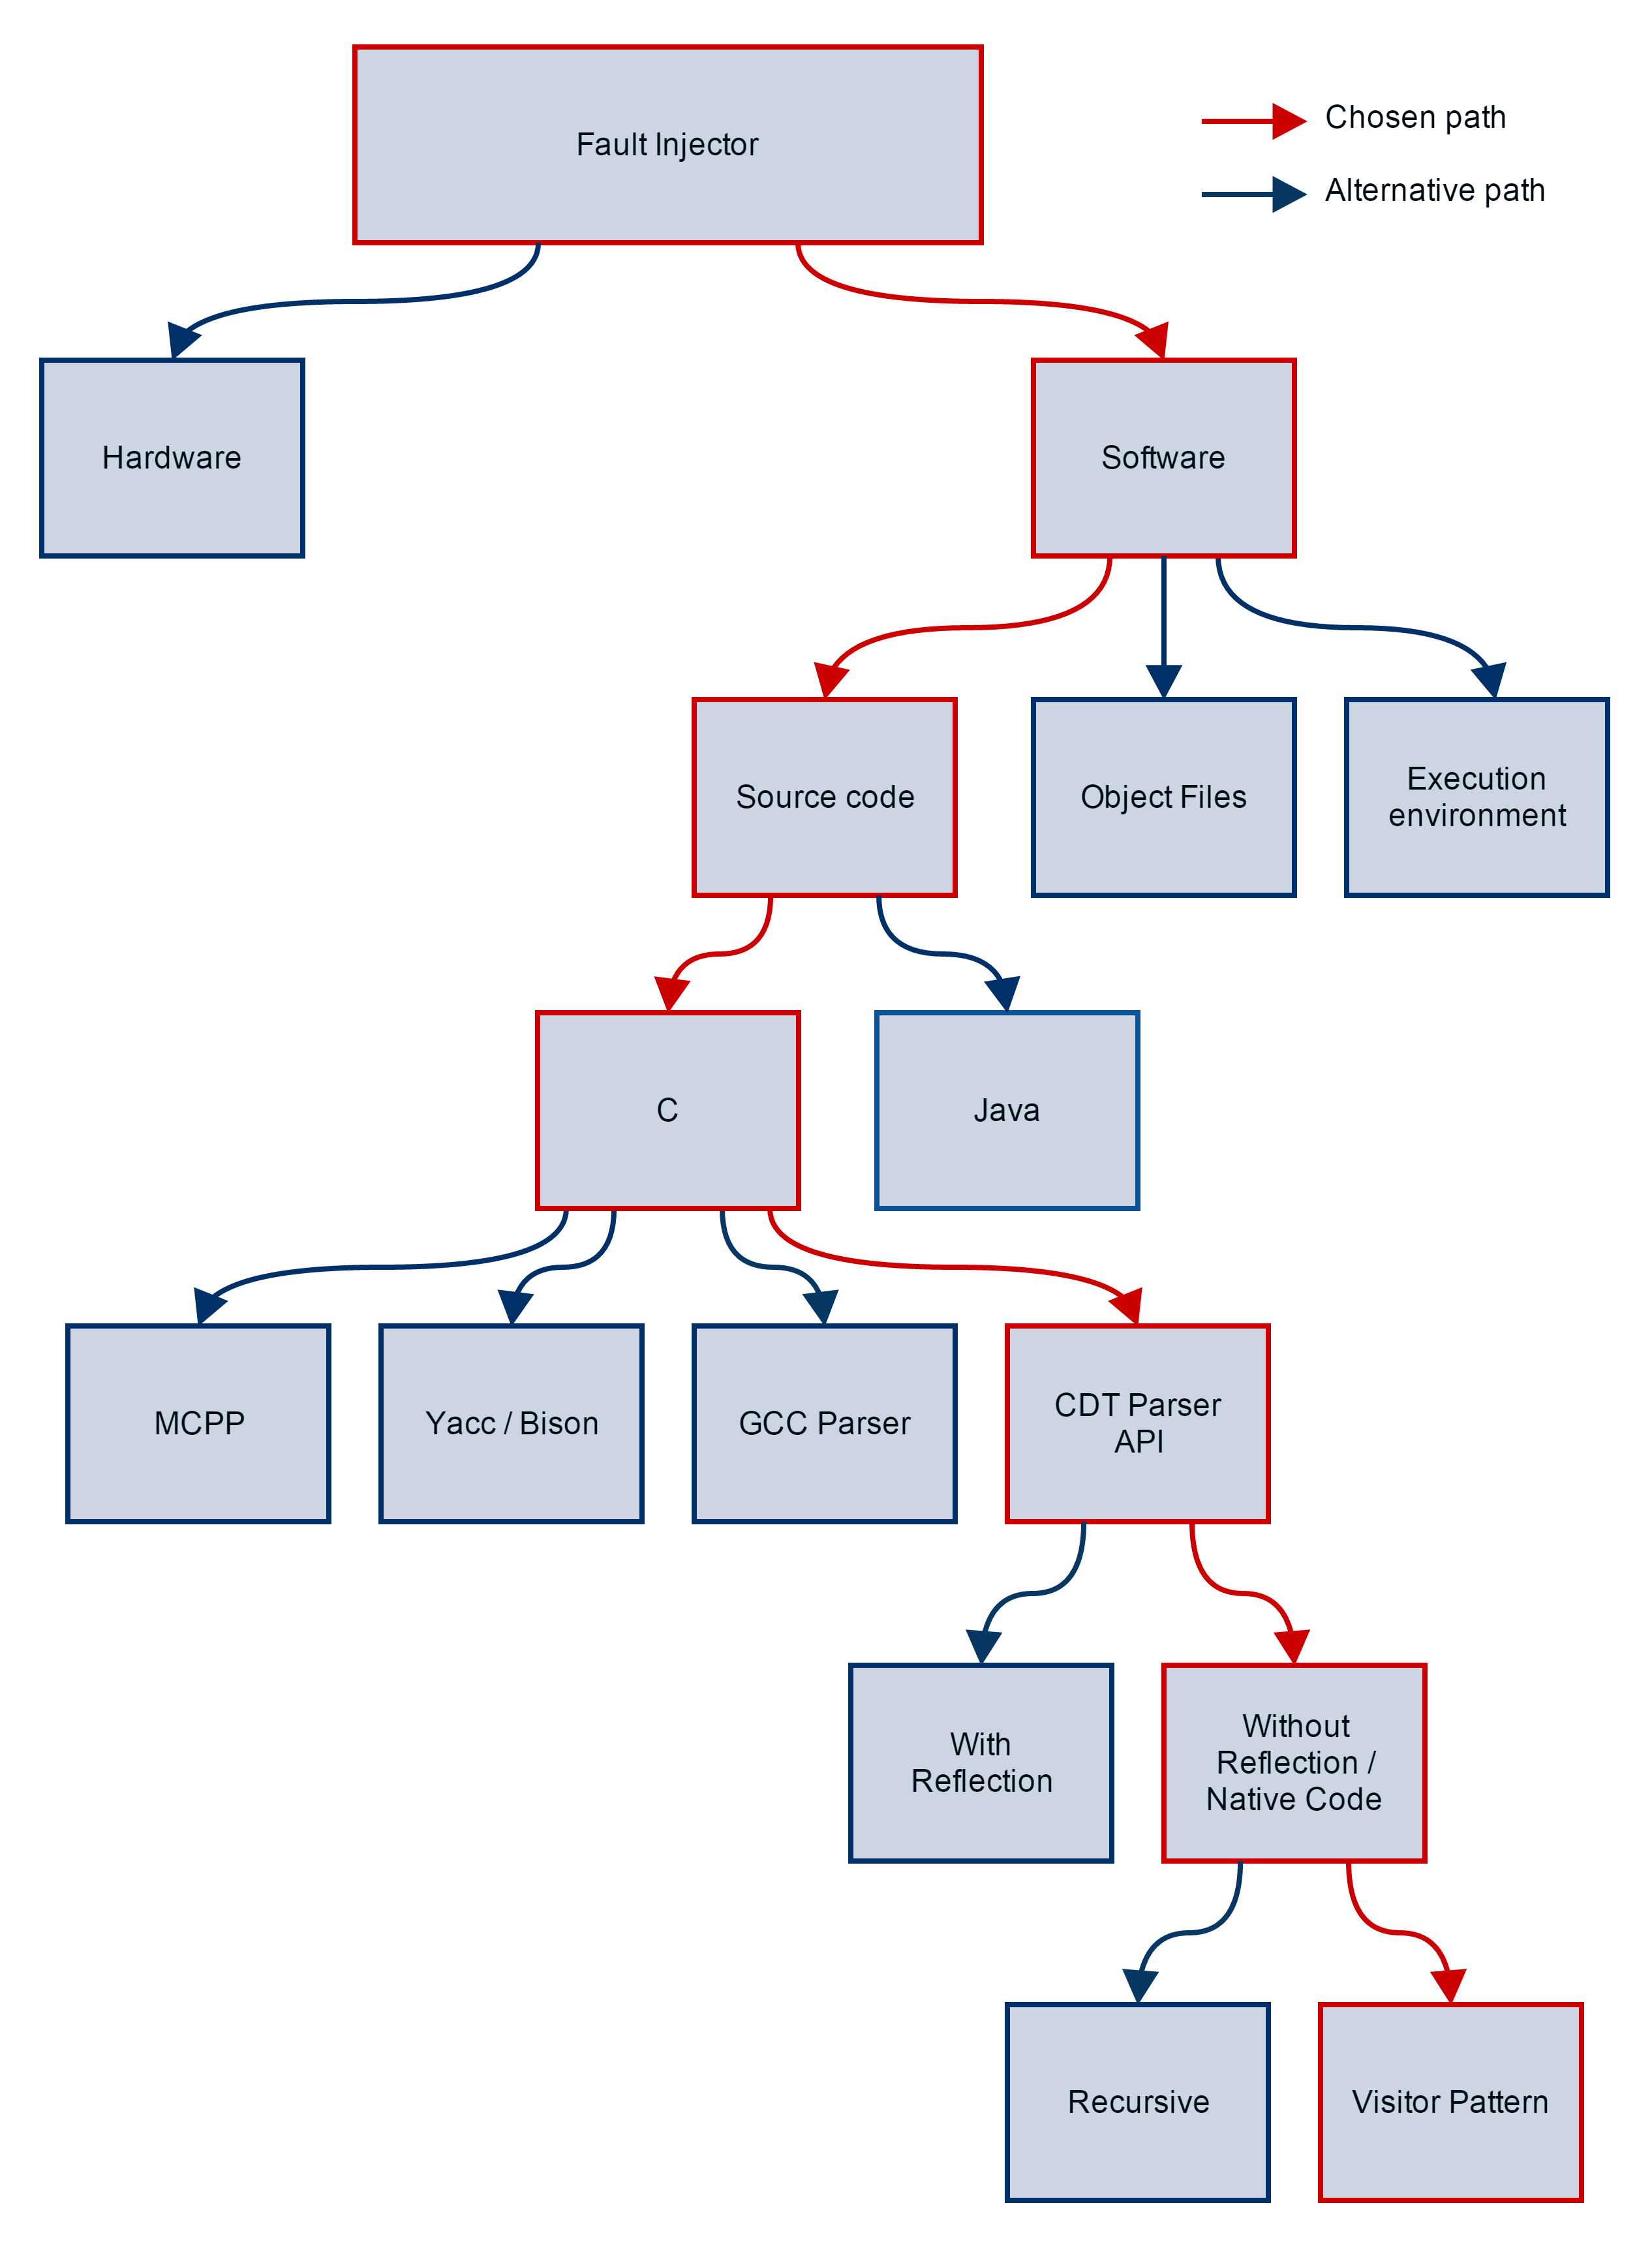 Fault Injector
Chosen path
Alternative path
Hardware
Software
Source code
Object Files
Execution
environment
C
Java
MCPP
Yacc / Bison
GCC Parser
CDT Parser
API
With
Reflection
Without
Reflection /
Native Code
Recursive
Visitor Pattern